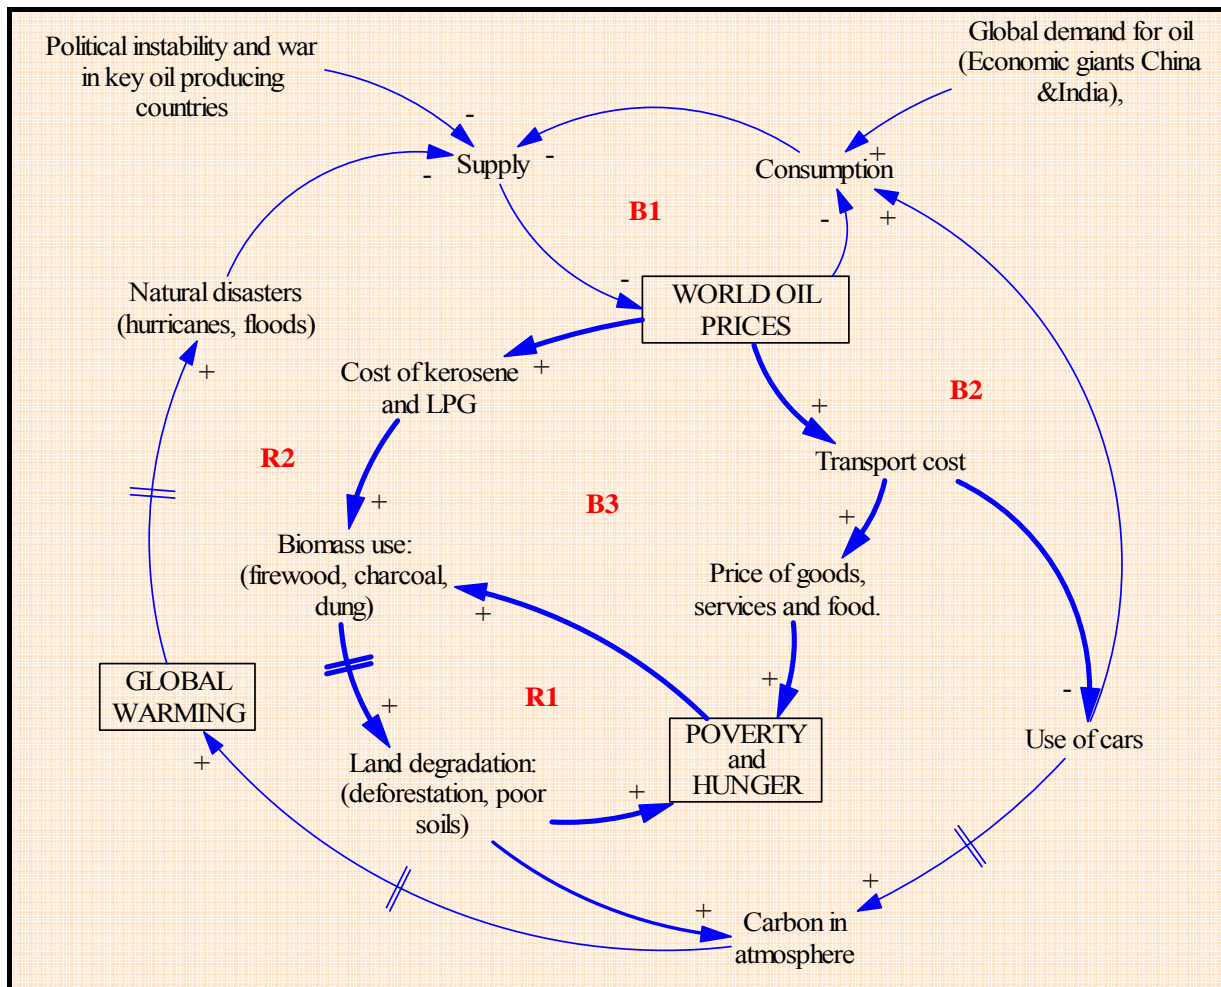 Political instability and war
in key oil producing
countries
Global demand for oil
(Economic giants China
&India),
-
+
-
Supply
-
Consumption
B1
-
+
-
Natural disasters
(hurricanes, floods)
WORLD OIL
PRICES
+
Cost of kerosene
and LPG
+
+
B2
R2
Transport cost
+
B3
+
Biomass use:
(firewood, charcoal,
dung)
Price of goods,
services and food.
+
GLOBAL
WARMING
R1
+
-
+
POVERTY
and
HUNGER
Use of cars
+
Land degradation:
(deforestation, poor
soils)
+
+
+
Carbon in
atmosphere